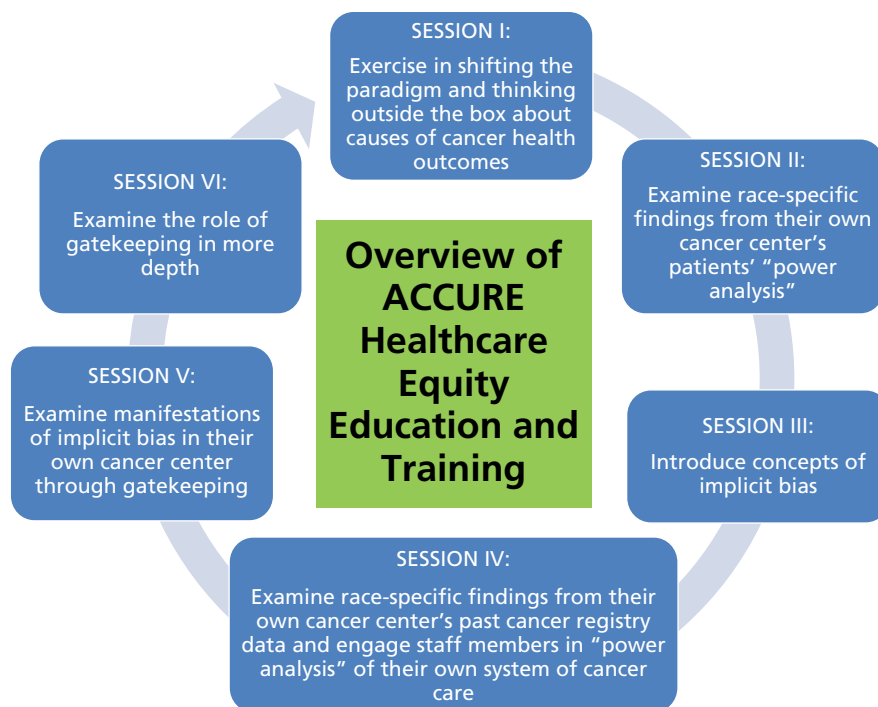 SESSION I:
Exercise in shifting the
paradigm and thinking
outside the box about
causes of cancer health
outcomes
SESSION II:
Examine race-specific
findings from their own
cancer center’s
patients’ “power
analysis”
SESSION III:
Introduce concepts of
implicit bias
SESSION IV:
Examine race-specific findings from their
own cancer center’s past cancer registry
data and engage staff members in “power
analysis” of their own system of cancer
care
SESSION V:
Examine manifestations
of implicit bias in their
own cancer center
through gatekeeping
SESSION VI:
Examine the role of
gatekeeping in more
depth
Overview of
ACCURE
Healthcare
Equity
Education and
Training